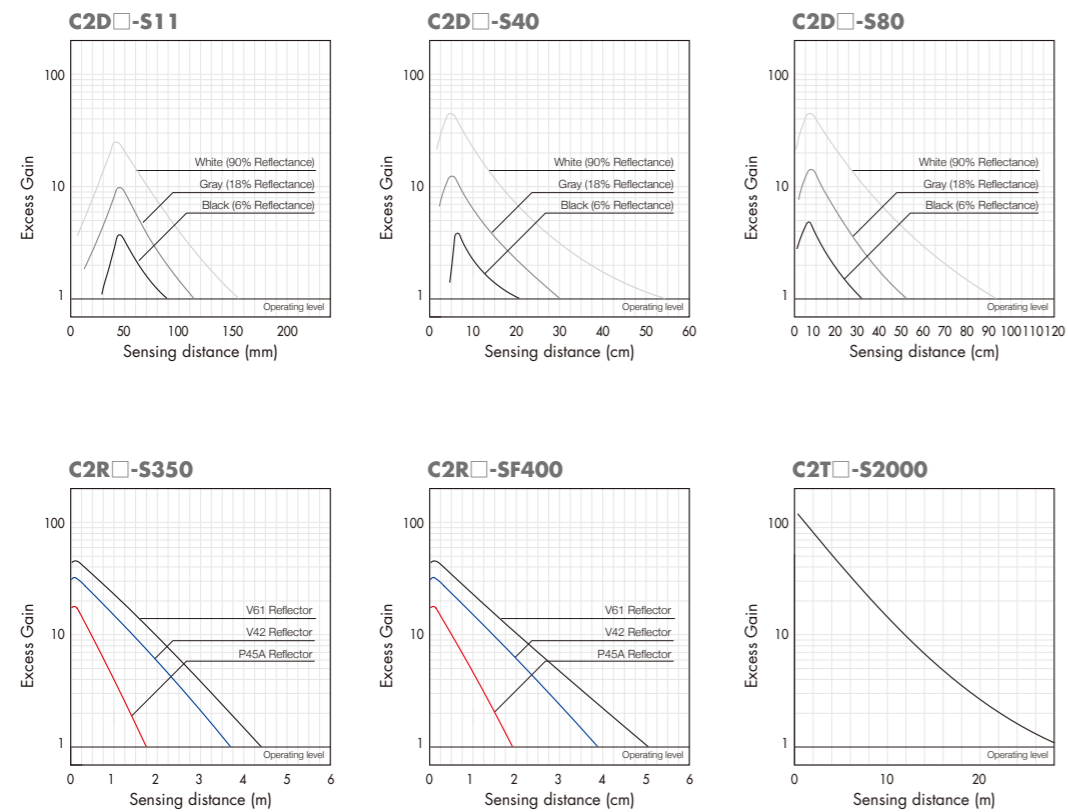 C2D□-S11
100
10
1
Excess Gain
White (90% Reflectance)
Gray (18% Reflectance)
Black (6% Reflectance)
Operating level
0 50 100 150 200
Sensing distance (mm)
C2D□-S40
100
10
1
Excess Gain
White (90% Reflectance)
Gray (18% Reflectance)
Black (6% Reflectance)
Operating level
0 10 20 30 40 50 60
Sensing distance (cm)
C2D□-S80
100
10
1
Excess Gain
White (90% Reflectance)
Gray (18% Reflectance)
Black (6% Reflectance)
Operating level
0 10 20 30 40 50 60 70 80 90 100 110 120
Sensing distance (cm)
C2R□-S350
100
10
1
Excess Gain
V61 Reflector
V42 Reflector
P45A Reflector
Operating level
0 1 2 3 4 5 6
Sensing distance (m)
C2R□-SF400
100
10
1
Excess Gain
V61 Reflector
V42 Reflector
P45A Reflector
Operating level
0 1 2 3 4 5 6
Sensing distance (cm)
C2T□-S2000
100
10
1
Excess Gain
Operating level
0 10 20
Sensing distance (m)